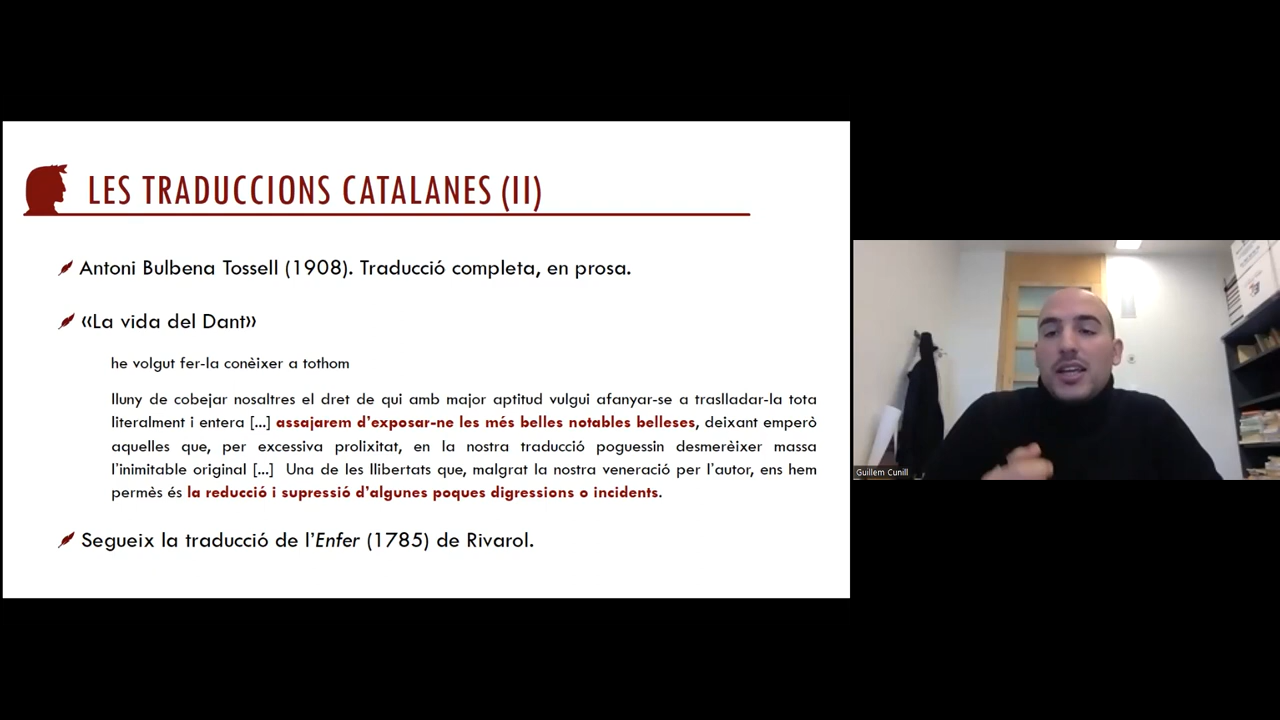 LES TRADUCCIONS CATALANES (II)
Antoni Bulbena Tossell (1908). Traducció completa, en prosa.
«La vida del Dant»
he volgut fer-la conèixer a tothom
lluny de cobejar nosaltres el dret de qui amb major aptitud vulgui afanyar-se a traslladar-la tota
literalment i entera [...] assajarem d'exposar-ne les més belles notables belleses, deixant emperò
aquelles que, per excessiva prolixitat, en la nostra traducció poguessin desmerèixer massa
l'inimitable original [...] Una de les llibertats que, malgrat la nostra veneració per l'autor, ens hem
permès és la reducció i supressió d'algunes poques digressions o incidents.
Segueix la traducció de l'Enfer (1785) de Rivarol.
Guillem Cunill